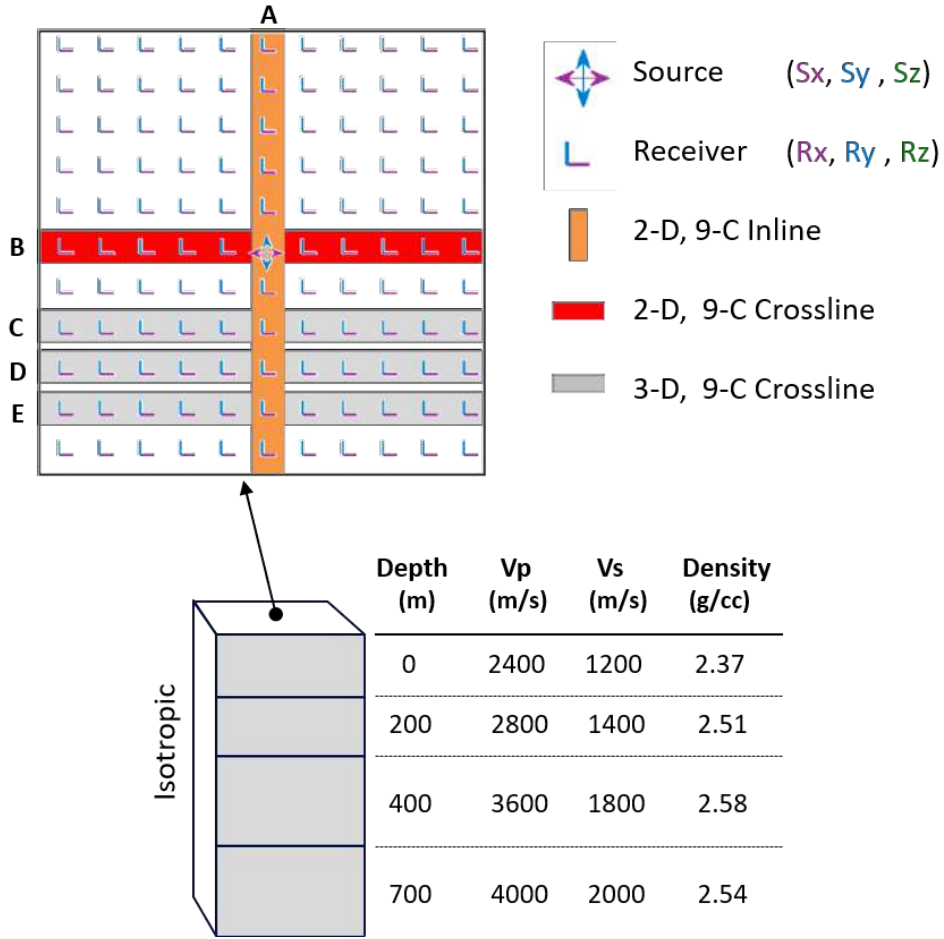 A
B
C
D
E
Source (Sx, Sy , Sz)
Receiver (Rx, Ry , Rz)
2-D, 9-C Inline
2-D, 9-C Crossline
3-D, 9-C Crossline
Isotropic
Depth Vp Vs Density
(m) (m/s) (m/s) (g/cc)
0 2400 1200 2.37
200 2800 1400 2.51
400 3600 1800 2.58
700 4000 2000 2.54